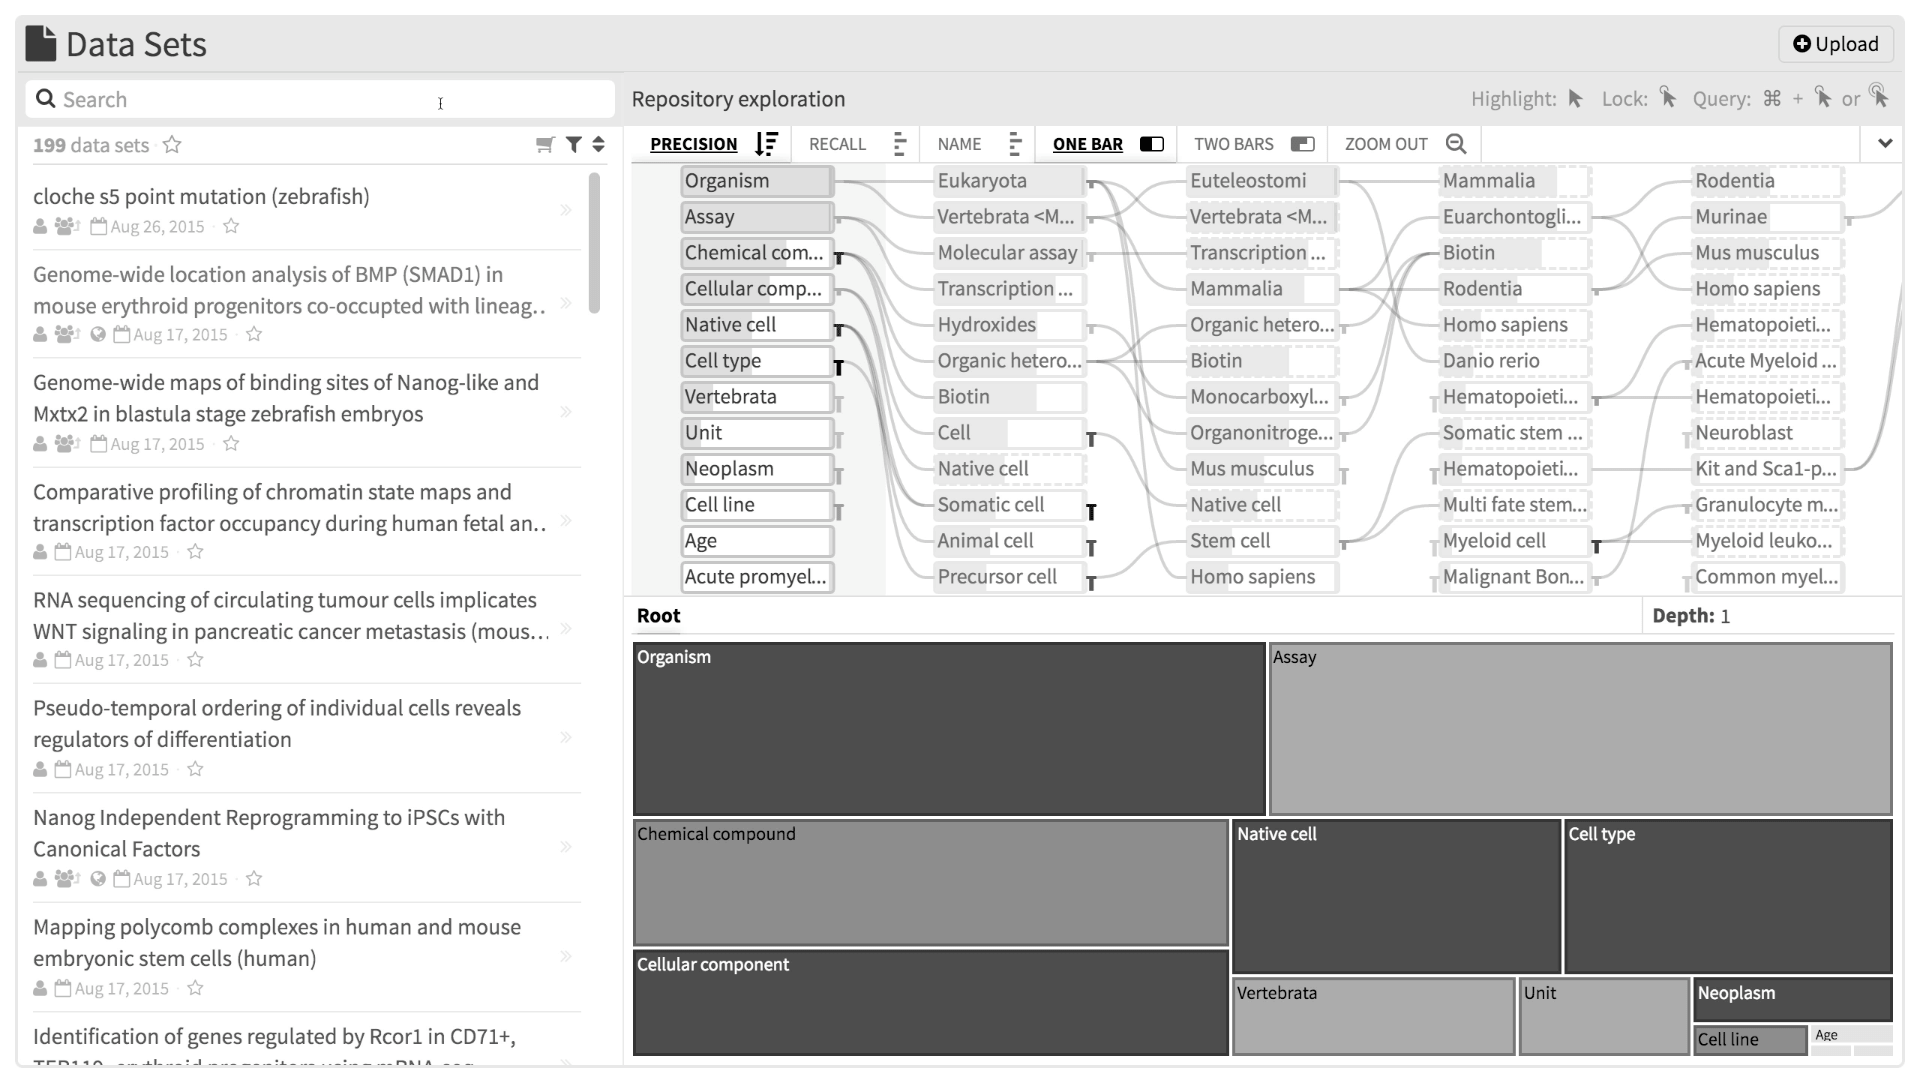 Data Sets
Upload
Search
Repository exploration
Highlight: Lock: Query: ⌘ + or
199 data sets
PRECISION RECALL NAME ONE BAR TWO BARS ZOOM OUT
cloche s5 point mutation (zebrafish)
Aug 26, 2015
Genome-wide location analysis of BMP (SMAD1) in
mouse erythroid progenitors co-occupted with lineag..
Aug 17, 2015
Genome-wide maps of binding sites of Nanog-like and
Mxtx2 in blastula stage zebrafish embryos
Aug 17, 2015
Comparative profiling of chromatin state maps and
transcription factor occupancy during human fetal an..
Aug 17, 2015
RNA sequencing of circulating tumour cells implicates
WNT signaling in pancreatic cancer metastasis (mous...
Aug 17, 2015
Pseudo-temporal ordering of individual cells reveals
regulators of differentiation
Aug 17, 2015
Nanog Independent Reprogramming to iPSCs with
Canonical Factors
Aug 17, 2015
Mapping polycomb complexes in human and mouse
embryonic stem cells (human)
Aug 17, 2015
Identification of genes regulated by Rcor1 in CD71+,
Organism
Assay
Chemical com...
Cellular comp...
Native cell
Cell type
Vertebrata
Unit
Neoplasm
Cell line
Age
Acute promyel...
Eukaryota
Vertebrata <M...
Molecular assay
Transcription ...
Hydroxides
Organic hetero...
Biotin
Cell
Native cell
Somatic cell
Animal cell
Precursor cell
Euteleostomi
Vertebrata <M...
Transcription ...
Mammalia
Organic hetero...
Biotin
Monocarboxyl...
Organonitroge...
Mus musculus
Native cell
Stem cell
Homo sapiens
Mammalia
Euarchontogli...
Biotin
Rodentia
Homo sapiens
Danio rerio
Hematopoieti...
Somatic stem ...
Hematopoieti...
Multi fate stem...
Myeloid cell
Malignant Bon...
Rodentia
Murinae
Mus musculus
Homo sapiens
Hematopoieti...
Acute Myeloid ...
Hematopoieti...
Neuroblast
Kit and Sca1-p...
Granulocyte m...
Myeloid leuko...
Common myel...
Root
Depth: 1
Organism
Assay
Chemical compound
Native cell
Cell type
Cellular component
Vertebrata
Unit
Neoplasm
Cell line
Age